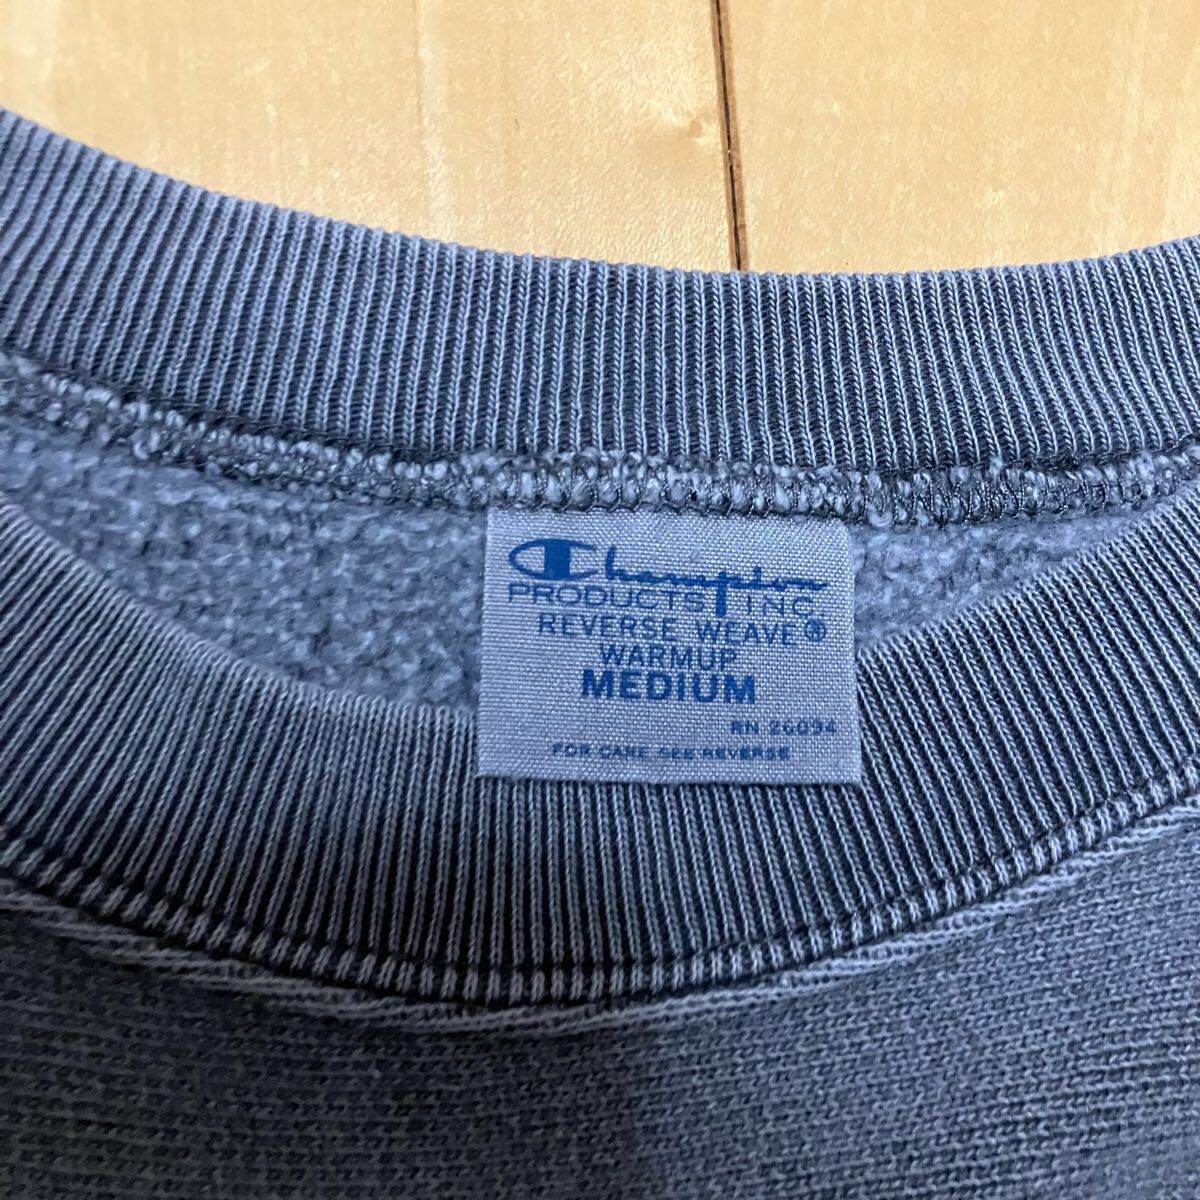 Champion
PRODUCTS INC.
REVERSE WEAVE®
WARMUP
MEDIUM
RN 26094
FOR CARE SEE REVERSE